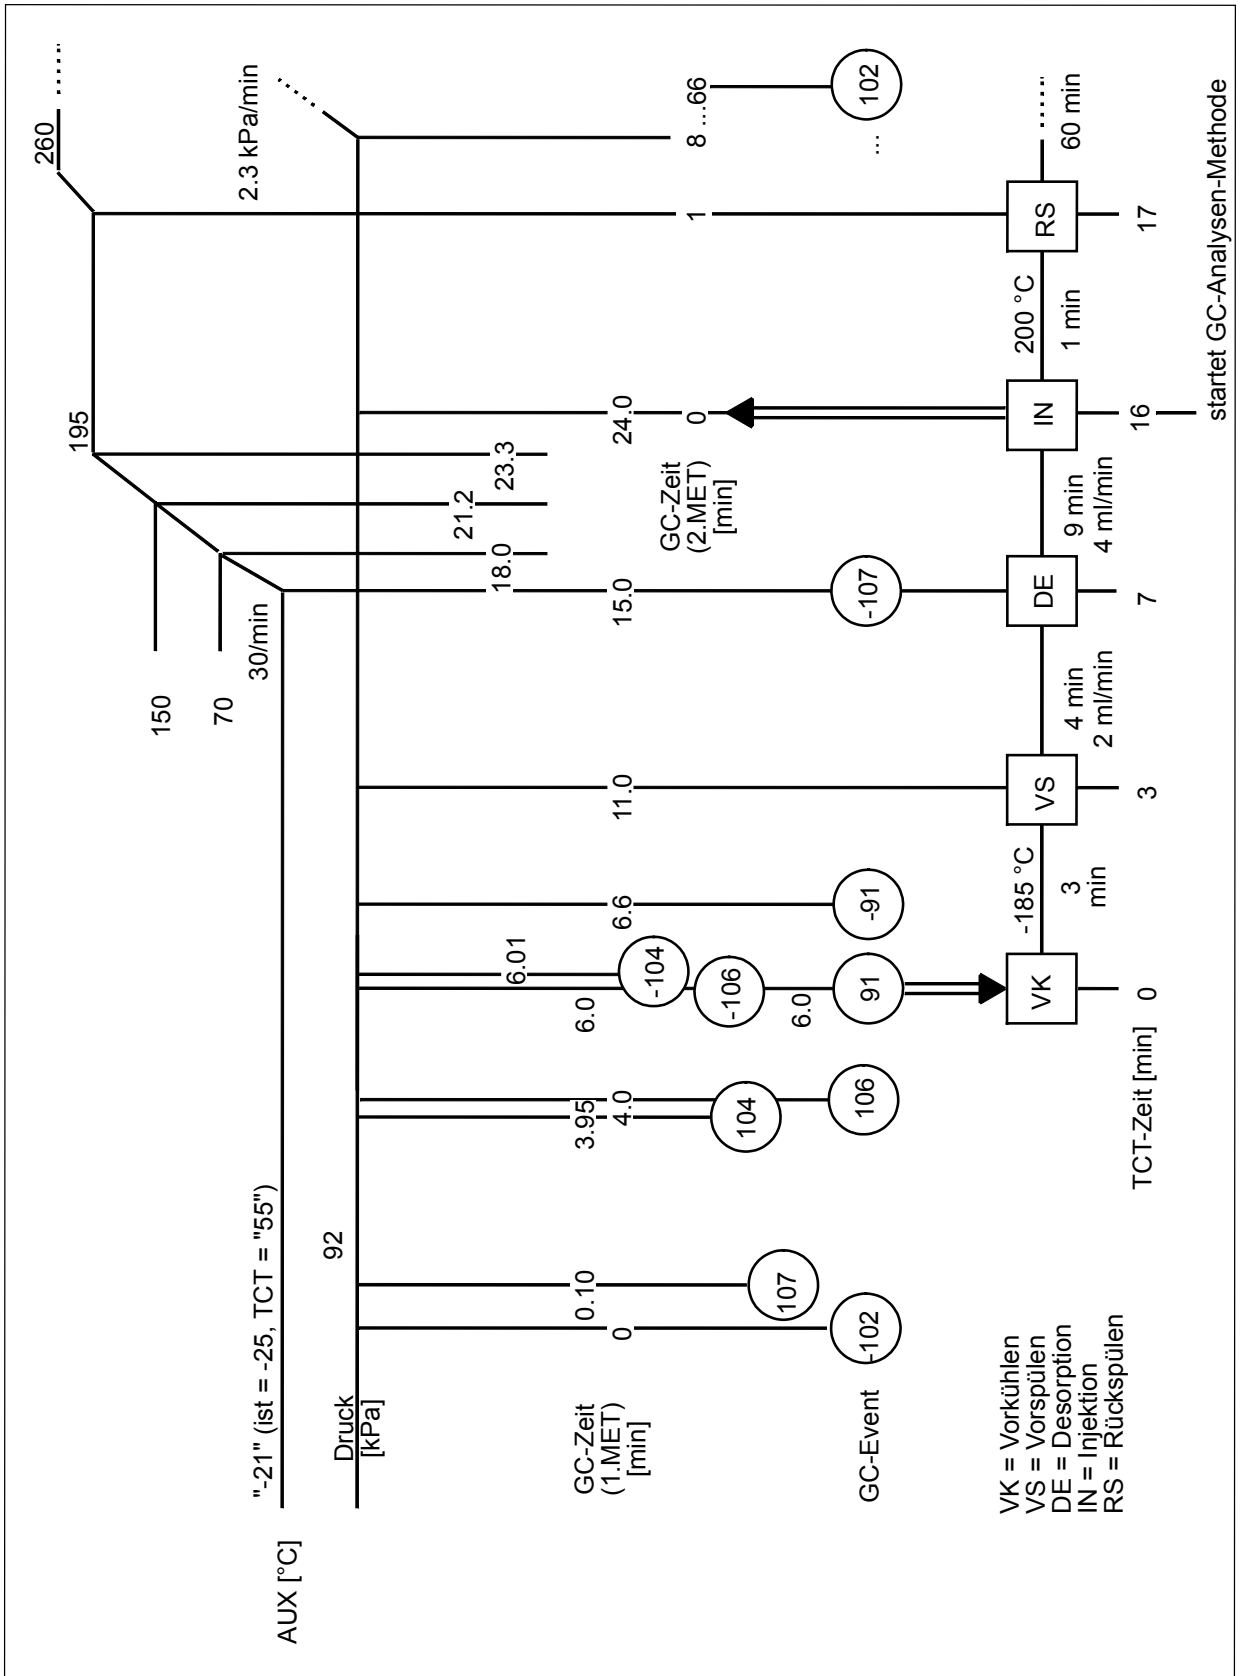 260
195
2.3 kPa/min
150
70
30/min
"-21" (ist = -25, TCT = "55")
AUX [°C]
92
Druck
[kPa]
6.01
18.0
21.2
23.3
GC-Zeit
(1.MET)
[min]
0
0.10
3.95
4.0
6.0
6.6
11.0
15.0
24.0
GC-Zeit
(2.MET)
[min]
0
1
8 ...66
-104
-106
104
107
6.0
GC-Event
-102
106
91
-91
-107
...
102
VK
-185 °C
3
min
VS
4 min
2 ml/min
DE
9 min
4 ml/min
IN
200 °C
1 min
RS
60 min
TCT-Zeit [min]
0
3
7
16
17
startet GC-Analysen-Methode
VK = Vorkühlen
VS = Vorspülen
DE = Desorption
IN = Injektion
RS = Rückspülen